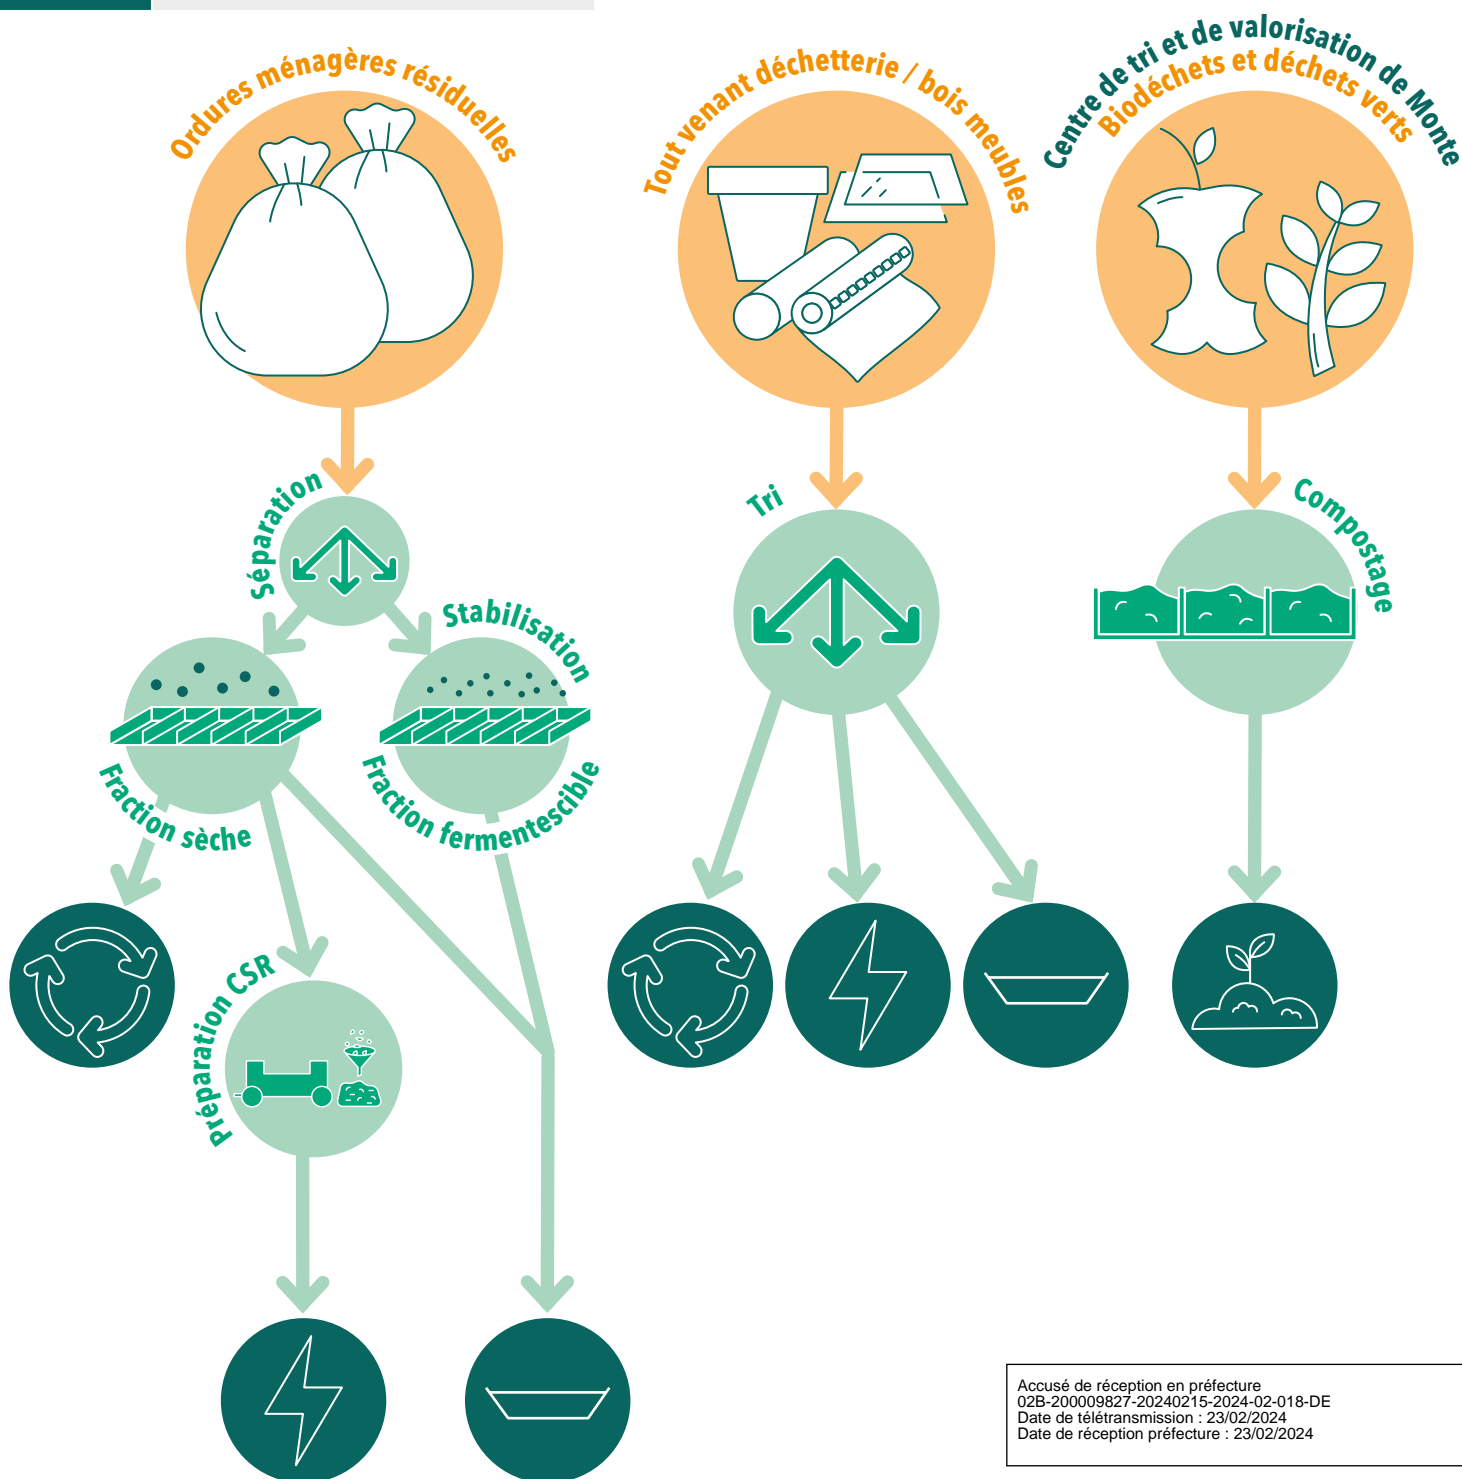 Ordures ménagères résiduelles
Tout venant déchetterie / bois meubles
Centre de tri et de valorisation de Monte
Biodéchets et déchets verts
Séparation
Stabilisation
Tri
Compostage
Fraction sèche
Fraction fermentescible
Préparation CSR
Accusé de réception en préfecture
02B-200009827-20240215-2024-02-018-DE
Date de télétransmission : 23/02/2024
Date de réception préfecture : 23/02/2024